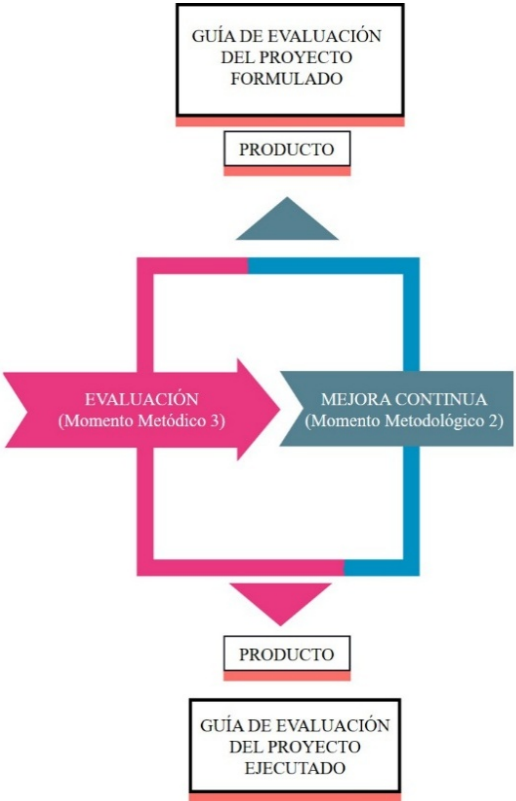 GUÍA DE EVALUACIÓN
DEL PROYECTO
FORMULADO
PRODUCTO
EVALUACIÓN
(Momento Metódico 3)
MEJORA CONTINUA
(Momento Metodológico 2)
PRODUCTO
GUÍA DE EVALUACIÓN
DEL PROYECTO
EJECUTADO